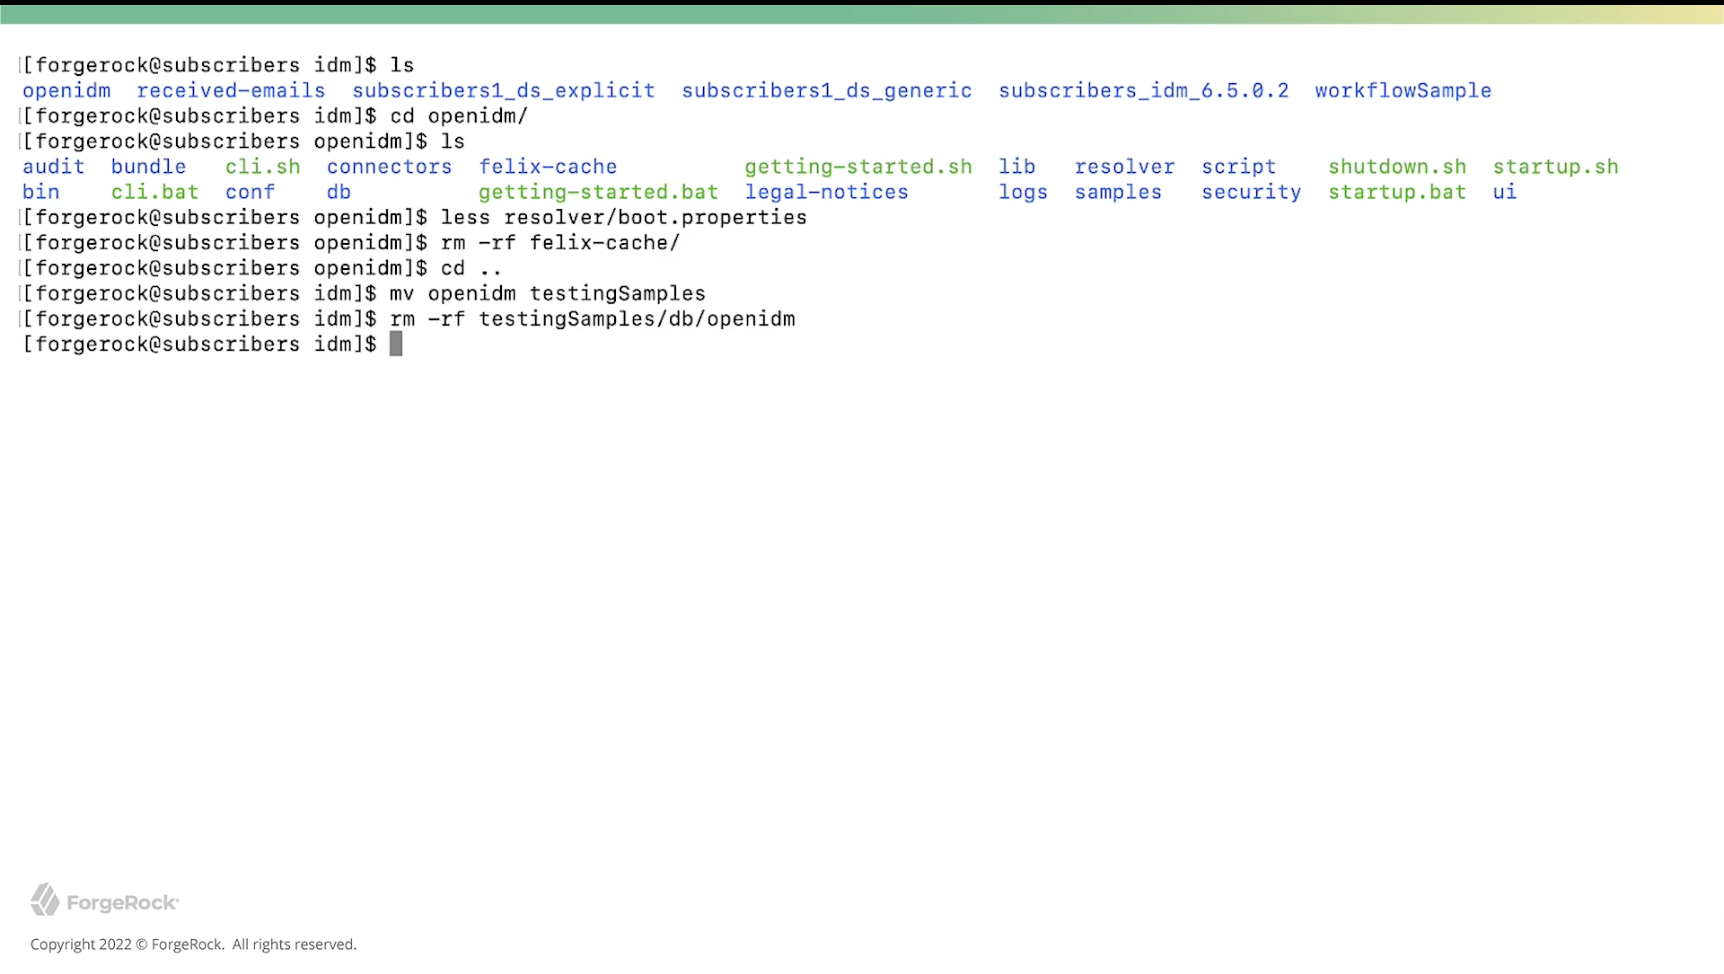 [[forgerock@subscribers idm]$ ls
openidm  received-emails  subscribers1_ds_explicit  subscribers1_ds_generic  subscribers_idm_6.5.0.2  workflowSample
[[forgerock@subscribers idm]$ cd openidm/
[[forgerock@subscribers openidm]$ ls
audit  bundle   cli.sh  connectors  felix-cache          getting-started.sh  lib   resolver  script    shutdown.sh  startup.sh
bin    cli.bat  conf    db          getting-started.bat  legal-notices       logs  samples   security  startup.bat  ui
[[forgerock@subscribers openidm]$ less resolver/boot.properties
[[forgerock@subscribers openidm]$ rm -rf felix-cache/
[[forgerock@subscribers openidm]$ cd ..
[[forgerock@subscribers idm]$ mv openidm testingSamples
[[forgerock@subscribers idm]$ rm -rf testingSamples/db/openidm
[forgerock@subscribers idm]$
ForgeRock
Copyright 2022 © ForgeRock. All rights reserved.